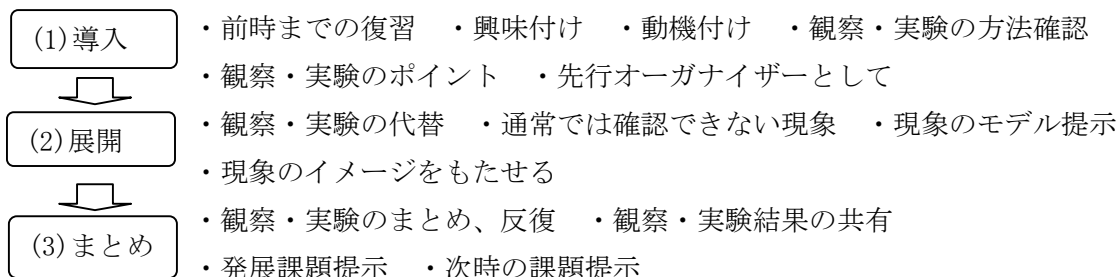 (1)導入
・前時までの復習　・興味付け　・動機付け　・観察・実験の方法確認
・観察・実験のポイント　・先行オーガナイザーとして
(2)展開
・観察・実験の代替　・通常では確認できない現象　・現象のモデル提示
・現象のイメージをもたせる
(3)まとめ
・観察・実験のまとめ、反復　・観察・実験結果の共有
・発展課題提示　・次時の課題提示